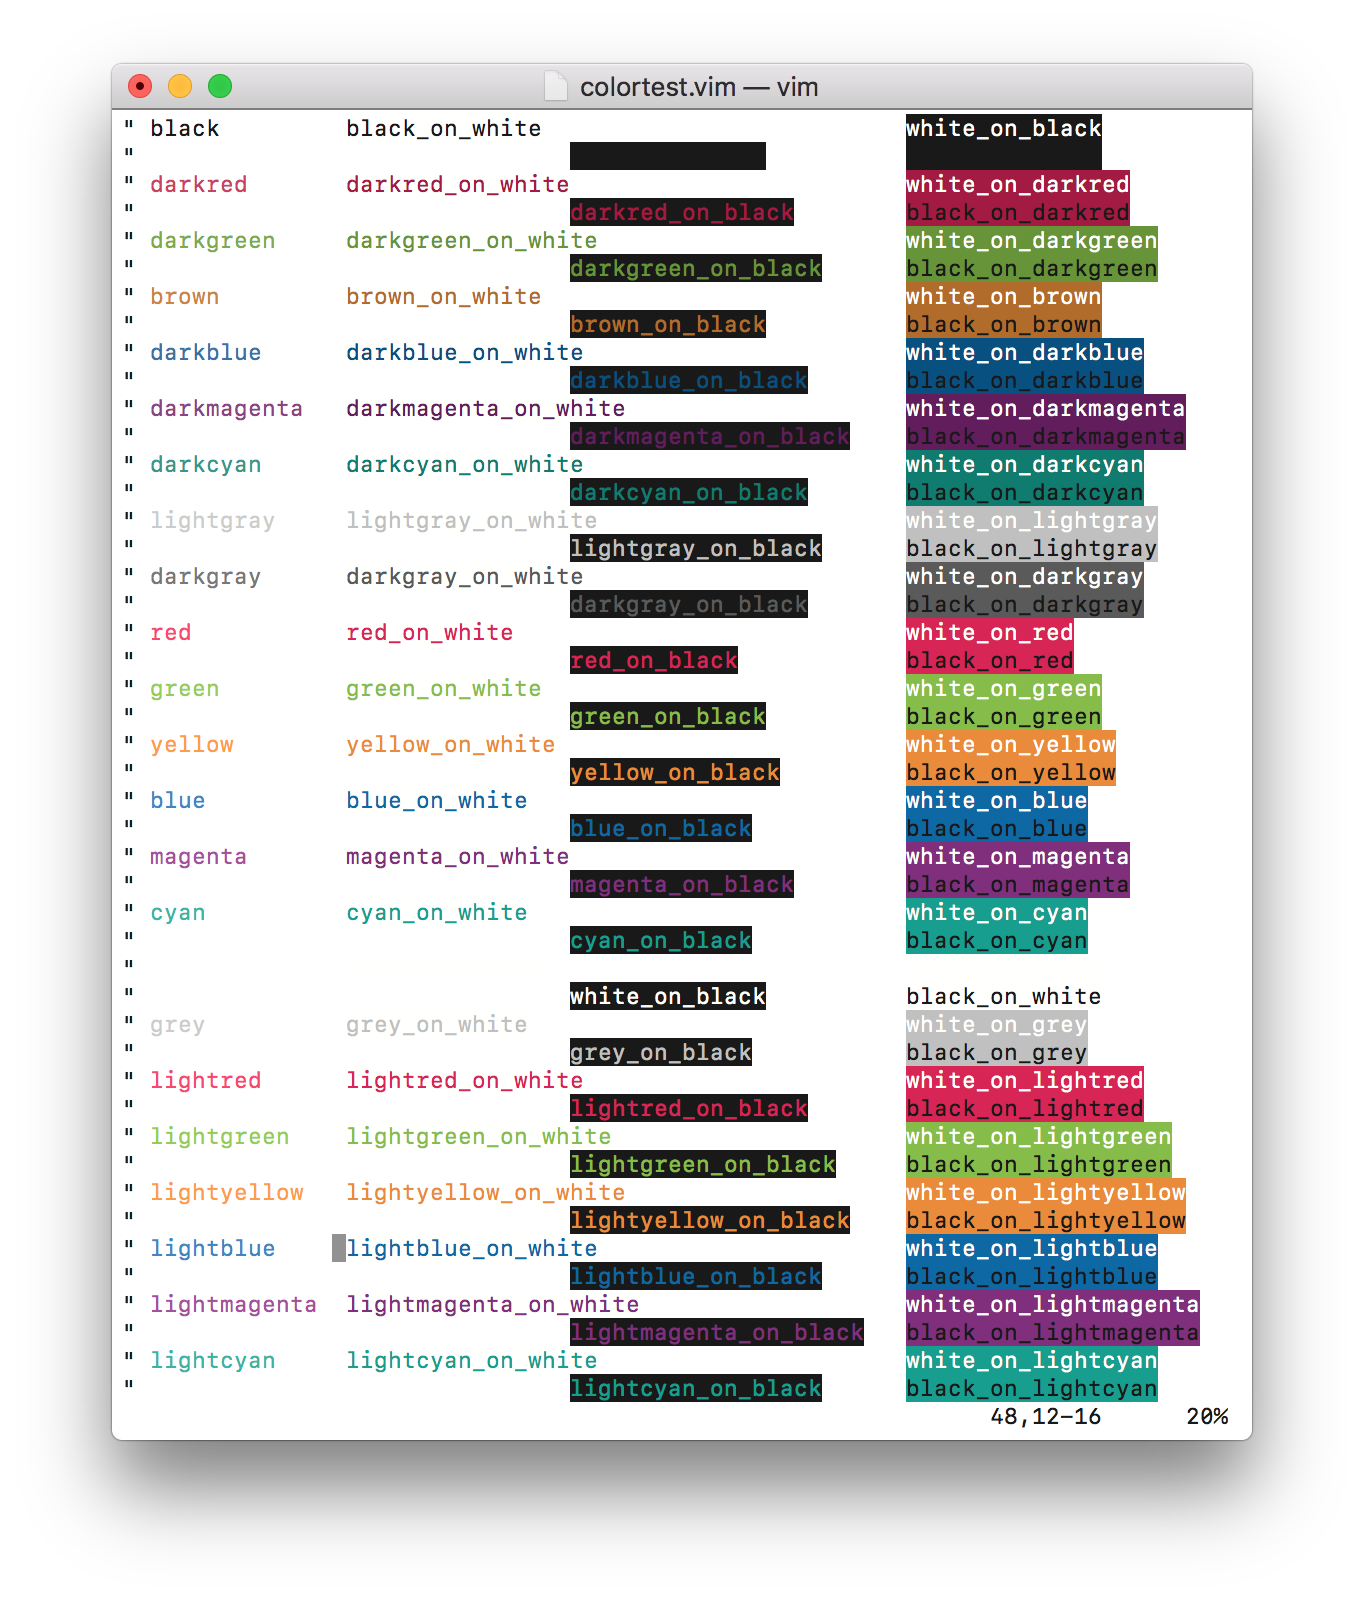 colortest.vim — vim
" black black_on_white white_on_black
"
" darkred darkred_on_white white_on_darkred
" darkred_on_black black_on_darkred
" darkgreen darkgreen_on_white white_on_darkgreen
" darkgreen_on_black black_on_darkgreen
" brown brown_on_white white_on_brown
" brown_on_black black_on_brown
" darkblue darkblue_on_white white_on_darkblue
" darkblue_on_black black_on_darkblue
" darkmagenta darkmagenta_on_white white_on_darkmagenta
" darkmagenta_on_black black_on_darkmagenta
" darkcyan darkcyan_on_white white_on_darkcyan
" darkcyan_on_black black_on_darkcyan
" lightgray lightgray_on_white white_on_lightgray
" lightgray_on_black black_on_lightgray
" darkgray darkgray_on_white white_on_darkgray
" darkgray_on_black black_on_darkgray
" red red_on_white white_on_red
" red_on_black black_on_red
" green green_on_white white_on_green
" green_on_black black_on_green
" yellow yellow_on_white white_on_yellow
" yellow_on_black black_on_yellow
" blue blue_on_white white_on_blue
" blue_on_black black_on_blue
" magenta magenta_on_white white_on_magenta
" magenta_on_black black_on_magenta
" cyan cyan_on_white white_on_cyan
" cyan_on_black black_on_cyan
"
" white_on_black black_on_white
" grey grey_on_white white_on_grey
" grey_on_black black_on_grey
" lightred lightred_on_white white_on_lightred
" lightred_on_black black_on_lightred
" lightgreen lightgreen_on_white white_on_lightgreen
" lightgreen_on_black black_on_lightgreen
" lightyellow lightyellow_on_white white_on_lightyellow
" lightyellow_on_black black_on_lightyellow
" lightblue lightblue_on_white white_on_lightblue
" lightblue_on_black black_on_lightblue
" lightmagenta lightmagenta_on_white white_on_lightmagenta
" lightmagenta_on_black black_on_lightmagenta
" lightcyan lightcyan_on_white white_on_lightcyan
" lightcyan_on_black black_on_lightcyan
48,12-16 20%